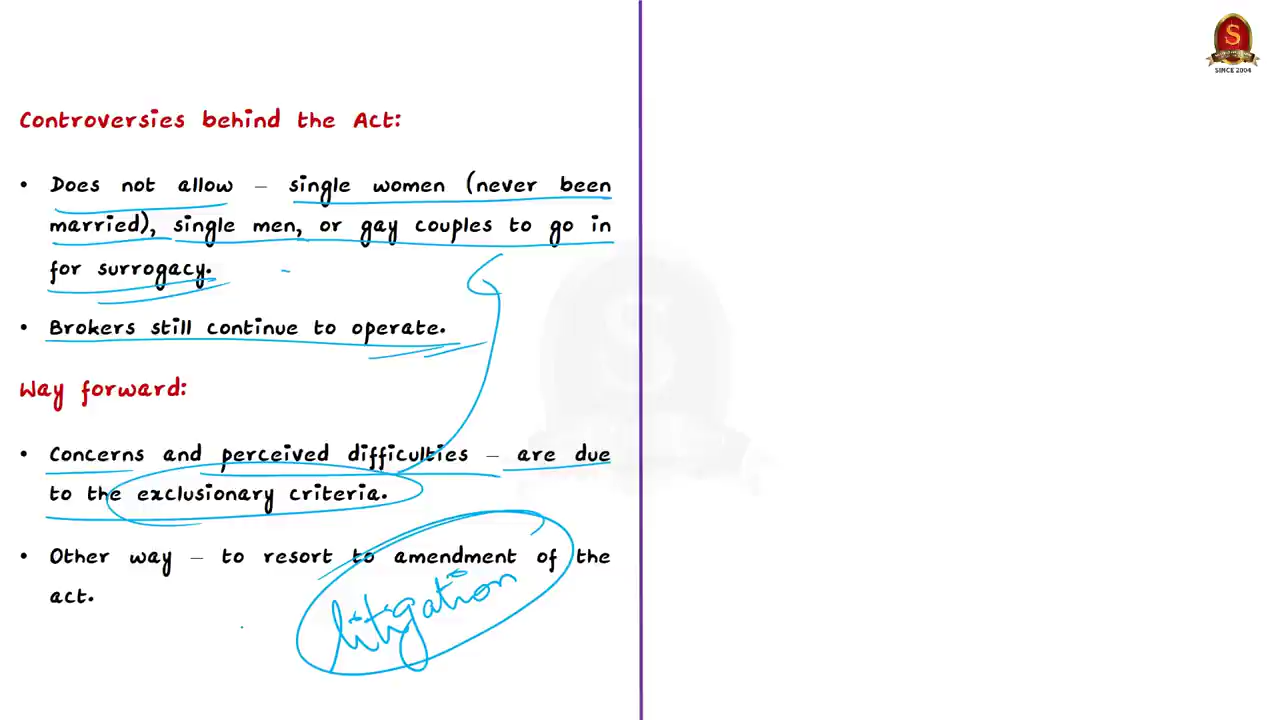 S
SINCE 2004
Controversies behind the Act:
• Does not allow – single women (never been
married), single men, or gay couples to go in
for surrogacy.
• Brokers still continue to operate.
Way forward:
• Concerns and perceived difficulties – are due
to the exclusionary criteria.
• Other way – to resort to amendment of the
act.
litigation